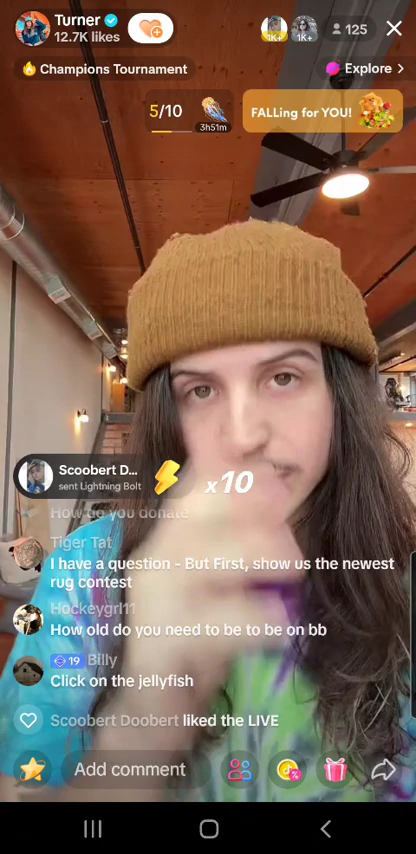 Turner
12.7K likes
1K+
1K+
125
Champions Tournament
Explore >
5/10
3h51m
FALLing for YOU!
Scoobert D...
sent Lightning Bolt
x10
How do you donate
Tiger Tat
I have a question - But First, show us the newest
rug contest
Hockeygrl11
How old do you need to be to be on bb
19 Billy
Click on the jellyfish
Scoobert Doobert liked the LIVE
Add comment